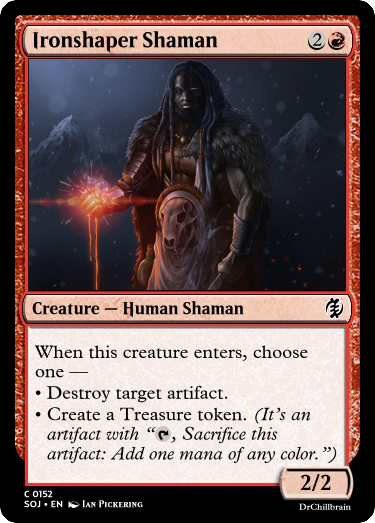 Ironshaper Shaman 2
Creature — Human Shaman
When this creature enters, choose
one —
• Destroy target artifact.
• Create a Treasure token. (It's an
artifact with “, Sacrifice this
artifact: Add one mana of any color.”)
2/2
C 0152
SOJ • EN Ian Pickering
DrChillbrain